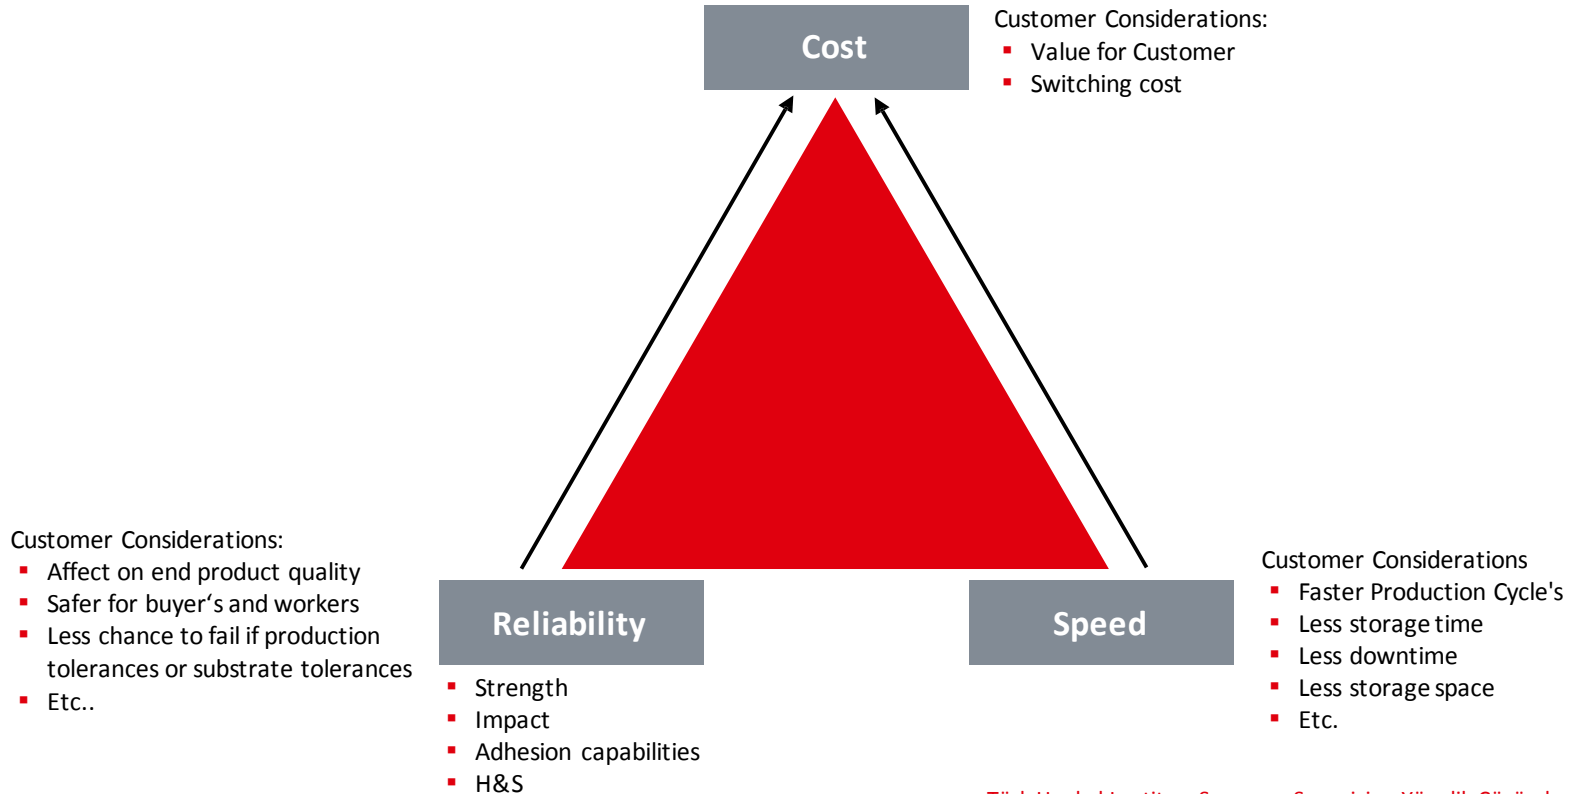 Cost
Customer Considerations:
▪ Value for Customer
▪ Switching cost
Customer Considerations:
▪ Affect on end product quality
▪ Safer for buyer‘s and workers
▪ Less chance to fail if production
tolerances or substrate tolerances
▪ Etc..
Reliability
▪ Strength
▪ Impact
▪ Adhesion capabilities
▪ H&S
Speed
Customer Considerations
▪ Faster Production Cycle's
▪ Less storage time
▪ Less downtime
▪ Less storage space
▪ Etc.